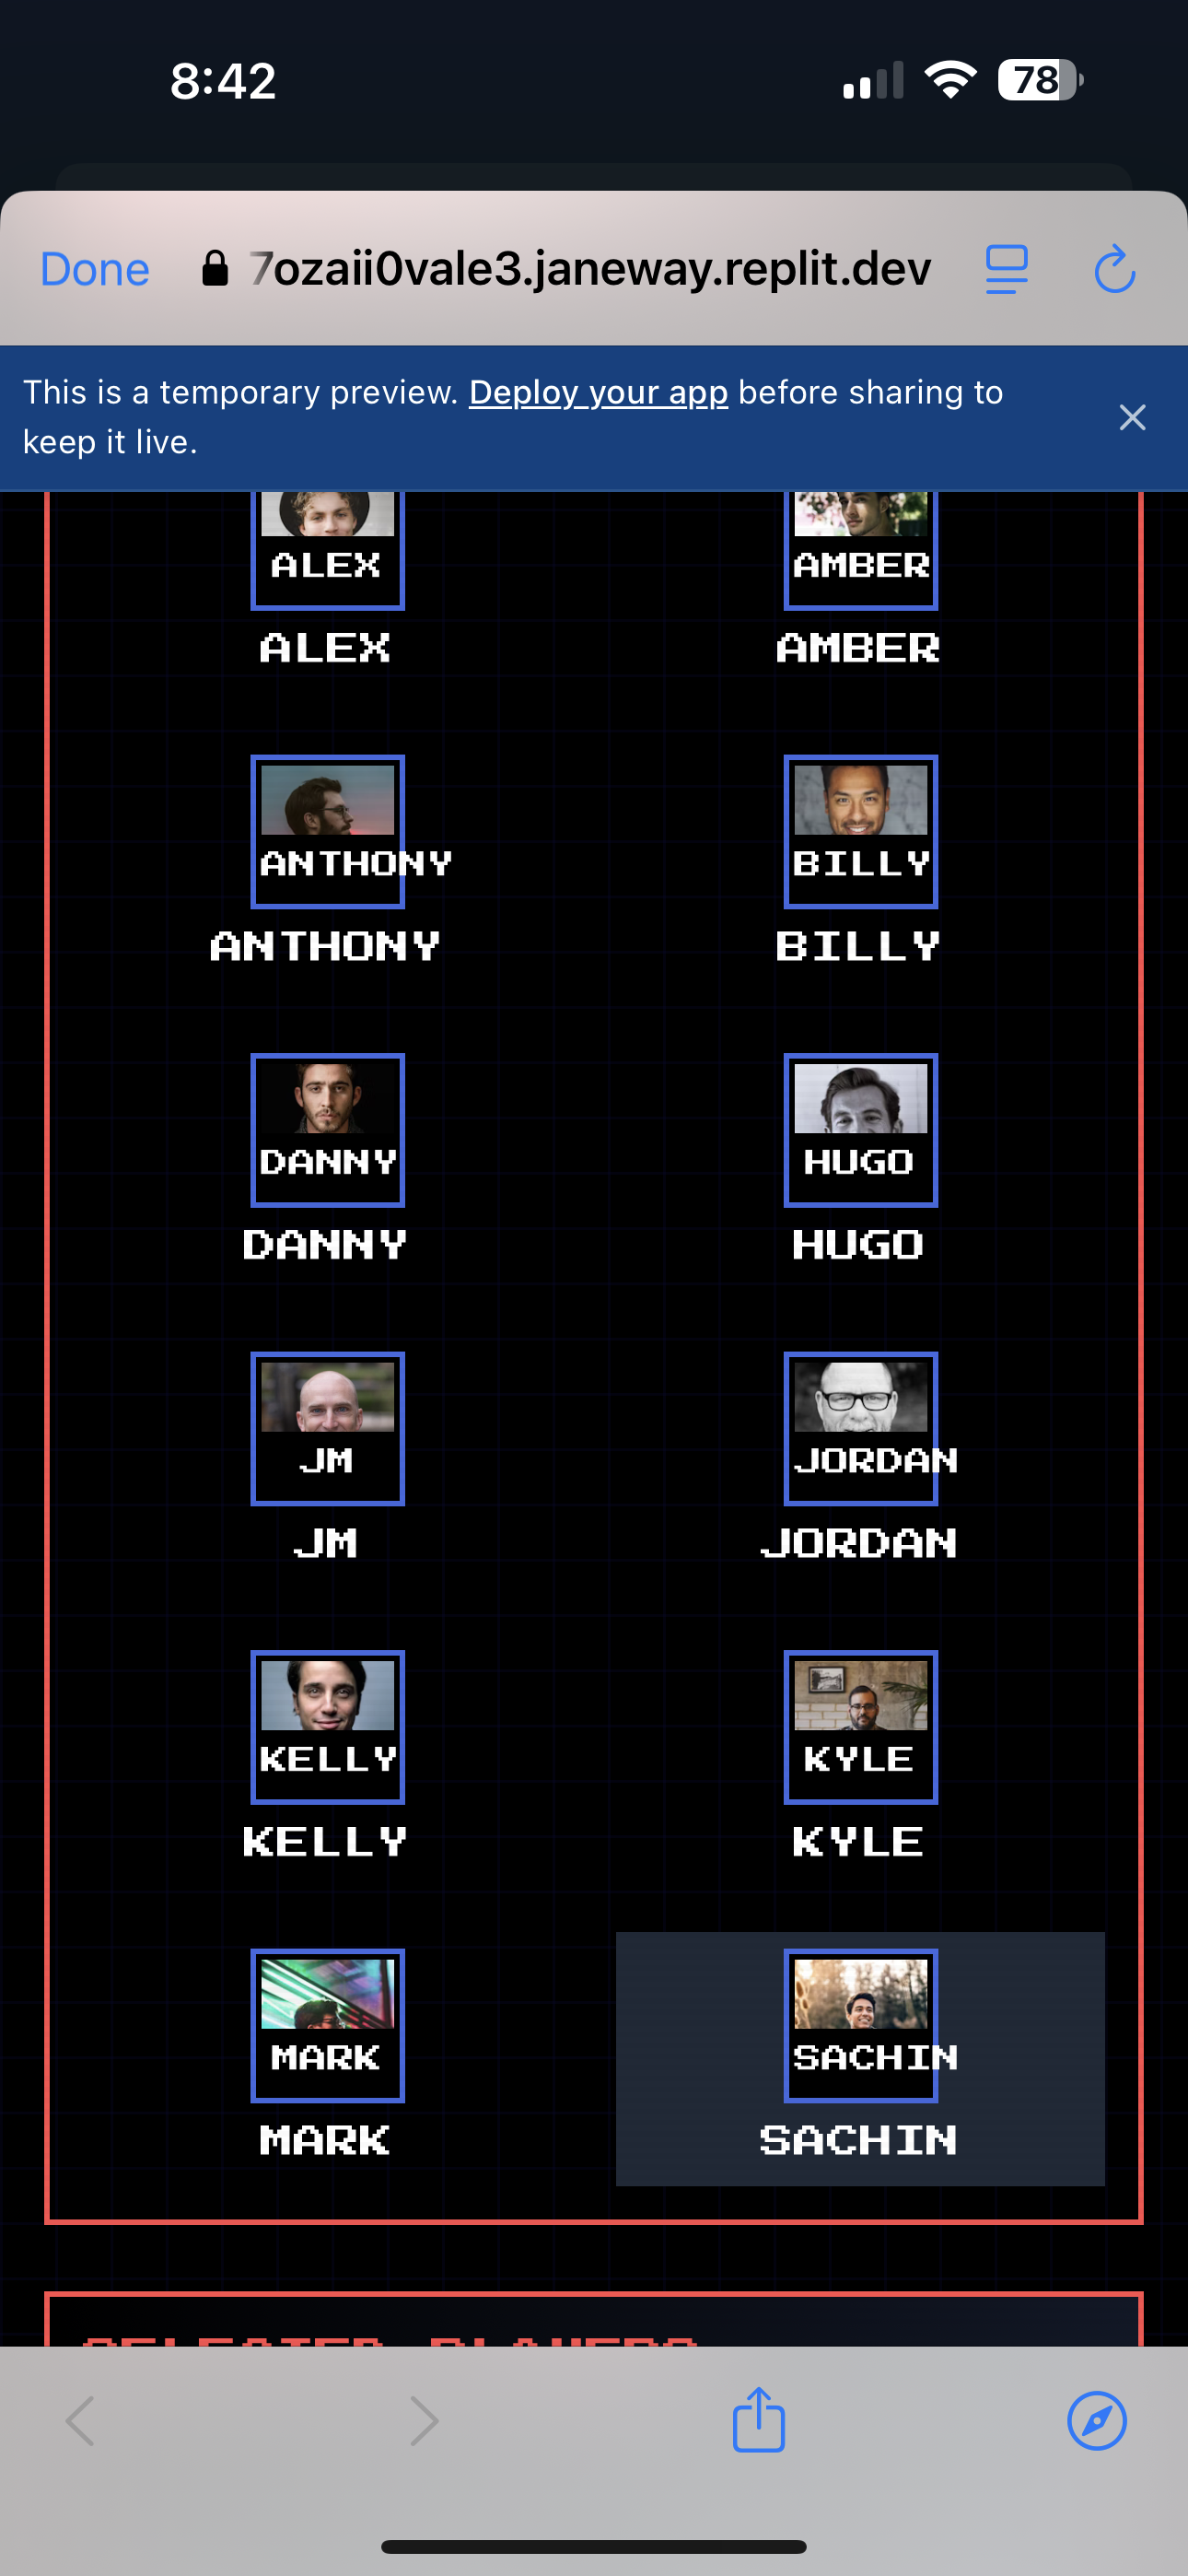 8:42
78
Done
7ozaii0vale3.janeway.replit.dev
This is a temporary preview. Deploy your app before sharing to
keep it live.
ALEX
AMBER
ALEX
AMBER
ANTHONY
BILLY
ANTHONY
BILLY
DANNY
HUGO
DANNY
HUGO
JM
JORDAN
JM
JORDAN
KELLY
KYLE
KELLY
KYLE
MARK
SACHIN
MARK
SACHIN